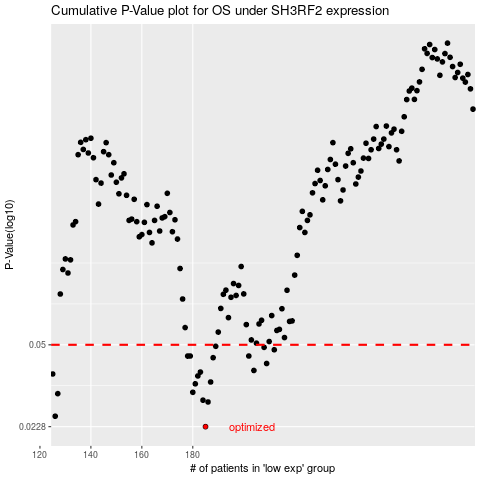 Cumulative P-Value plot for OS under SH3RF2 expression
P-Value(log10)
0.05
0.0228
optimized
120 140 160 180
# of patients in 'low exp' group